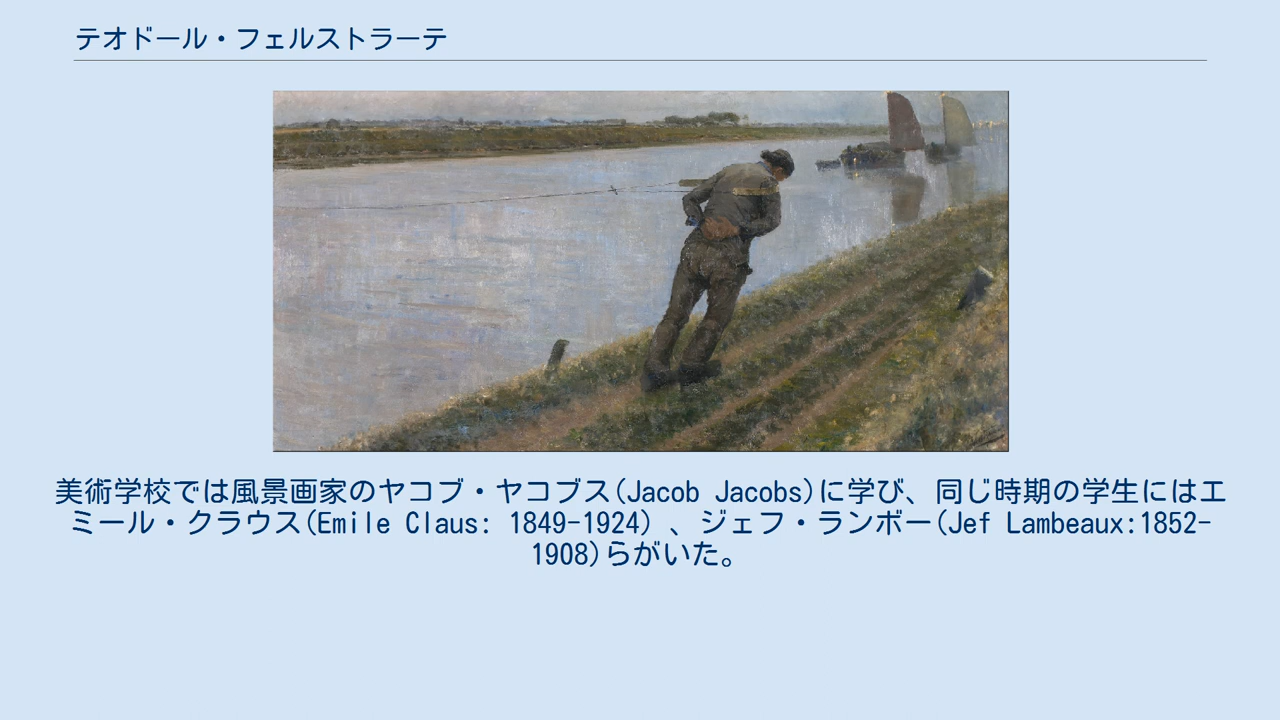 テオドール・フェルストラーテ
美術学校では風景画家のヤコブ・ヤコブス(Jacob Jacobs)に学び、同じ時期の学生にはエ
ミール・クラウス(Emile Claus: 1849-1924) 、ジェフ・ランボー(Jef Lambeaux:1852-
1908)らがいた。